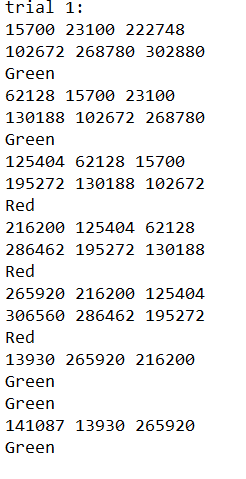 trial 1:
15700 23100 222748
102672 268780 302880
Green
62128 15700 23100
130188 102672 268780
Green
125404 62128 15700
195272 130188 102672
Red
216200 125404 62128
286462 195272 130188
Red
265920 216200 125404
306560 286462 195272
Red
13930 265920 216200
Green
Green
141087 13930 265920
Green